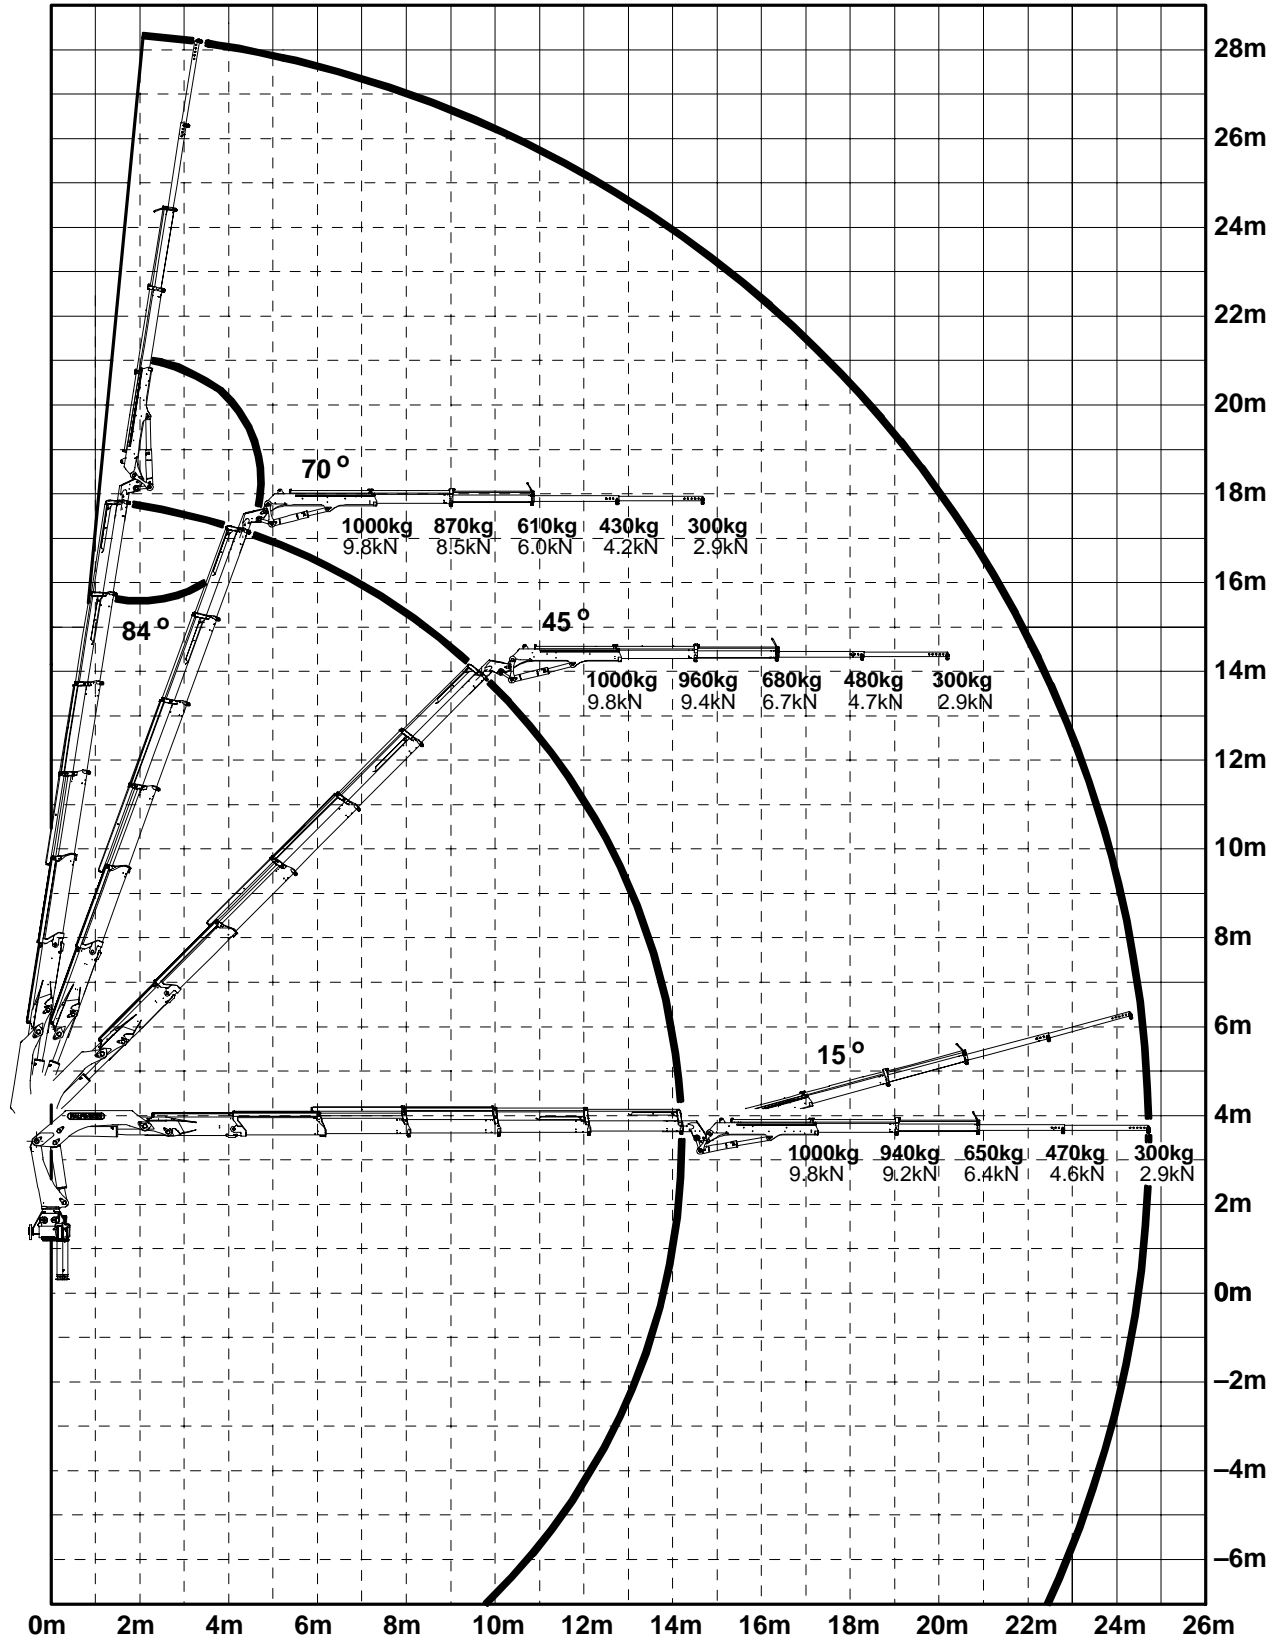 28m
26m
24m
22m
20m
70°
18m
1000kg 870kg 610kg 430kg 300kg
9.8kN 8.5kN 6.0kN 4.2kN 2.9kN
16m
84°
45°
14m
1000kg 960kg 680kg 480kg 300kg
9.8kN 9.4kN 6.7kN 4.7kN 2.9kN
12m
10m
8m
6m
15°
4m
1000kg 940kg 650kg 470kg 300kg
9.8kN 9.2kN 6.4kN 4.6kN 2.9kN
2m
0m
–2m
–4m
–6m
0m 2m 4m 6m 8m 10m 12m 14m 16m 18m 20m 22m 24m 26m